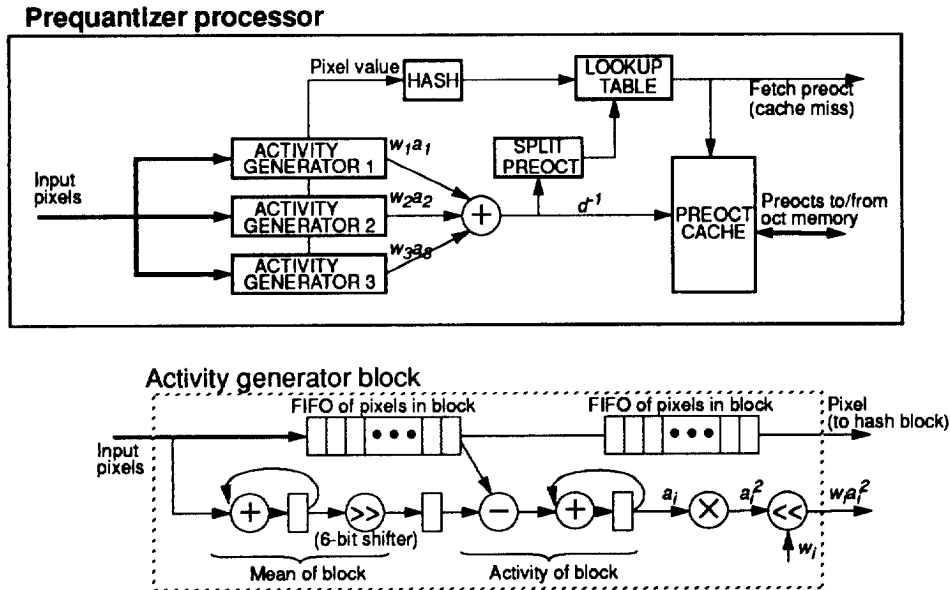 Prequantizer processor
Pixel value
HASH
LOOKUP
TABLE
Fetch preoct
(cache miss)
ACTIVITY
GENERATOR 1
w1a1
SPLIT
PREOCT
Input
pixels
ACTIVITY
GENERATOR 2
w2a2
+
d-1
PREOCT
CACHE
Preocts to/from
oct memory
ACTIVITY
GENERATOR 3
w3a3
Activity generator block
FIFO of pixels in block
FIFO of pixels in block
Pixel
(to hash block)
Input
pixels
+
>>
(6-bit shifter)
−
+
ai
×
ai2
<<
wiai2
wi
Mean of block
Activity of block